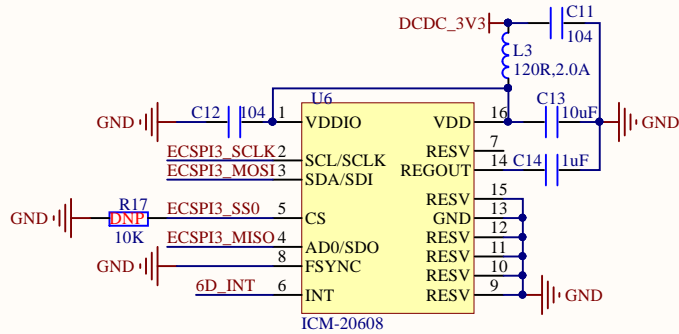 C11
DCDC_3V3
104
L3
120R,2.0A
U6
C12 104 1 VDDIO VDD 16 C13 10uF
GND GND
RESV 7
ECSPI3_SCLK 2 SCL/SCLK REGOUT 14 C14 1uF
ECSPI3_MOSI 3 SDA/SDI
RESV 15
R17 ECSPI3_SS0 5 CS GND 13
GND DNP
10K RESV 12
ECSPI3_MISO 4 AD0/SDO RESV 11
GND 8 FSYNC RESV 10
6D_INT 6 INT RESV 9 GND
ICM-20608